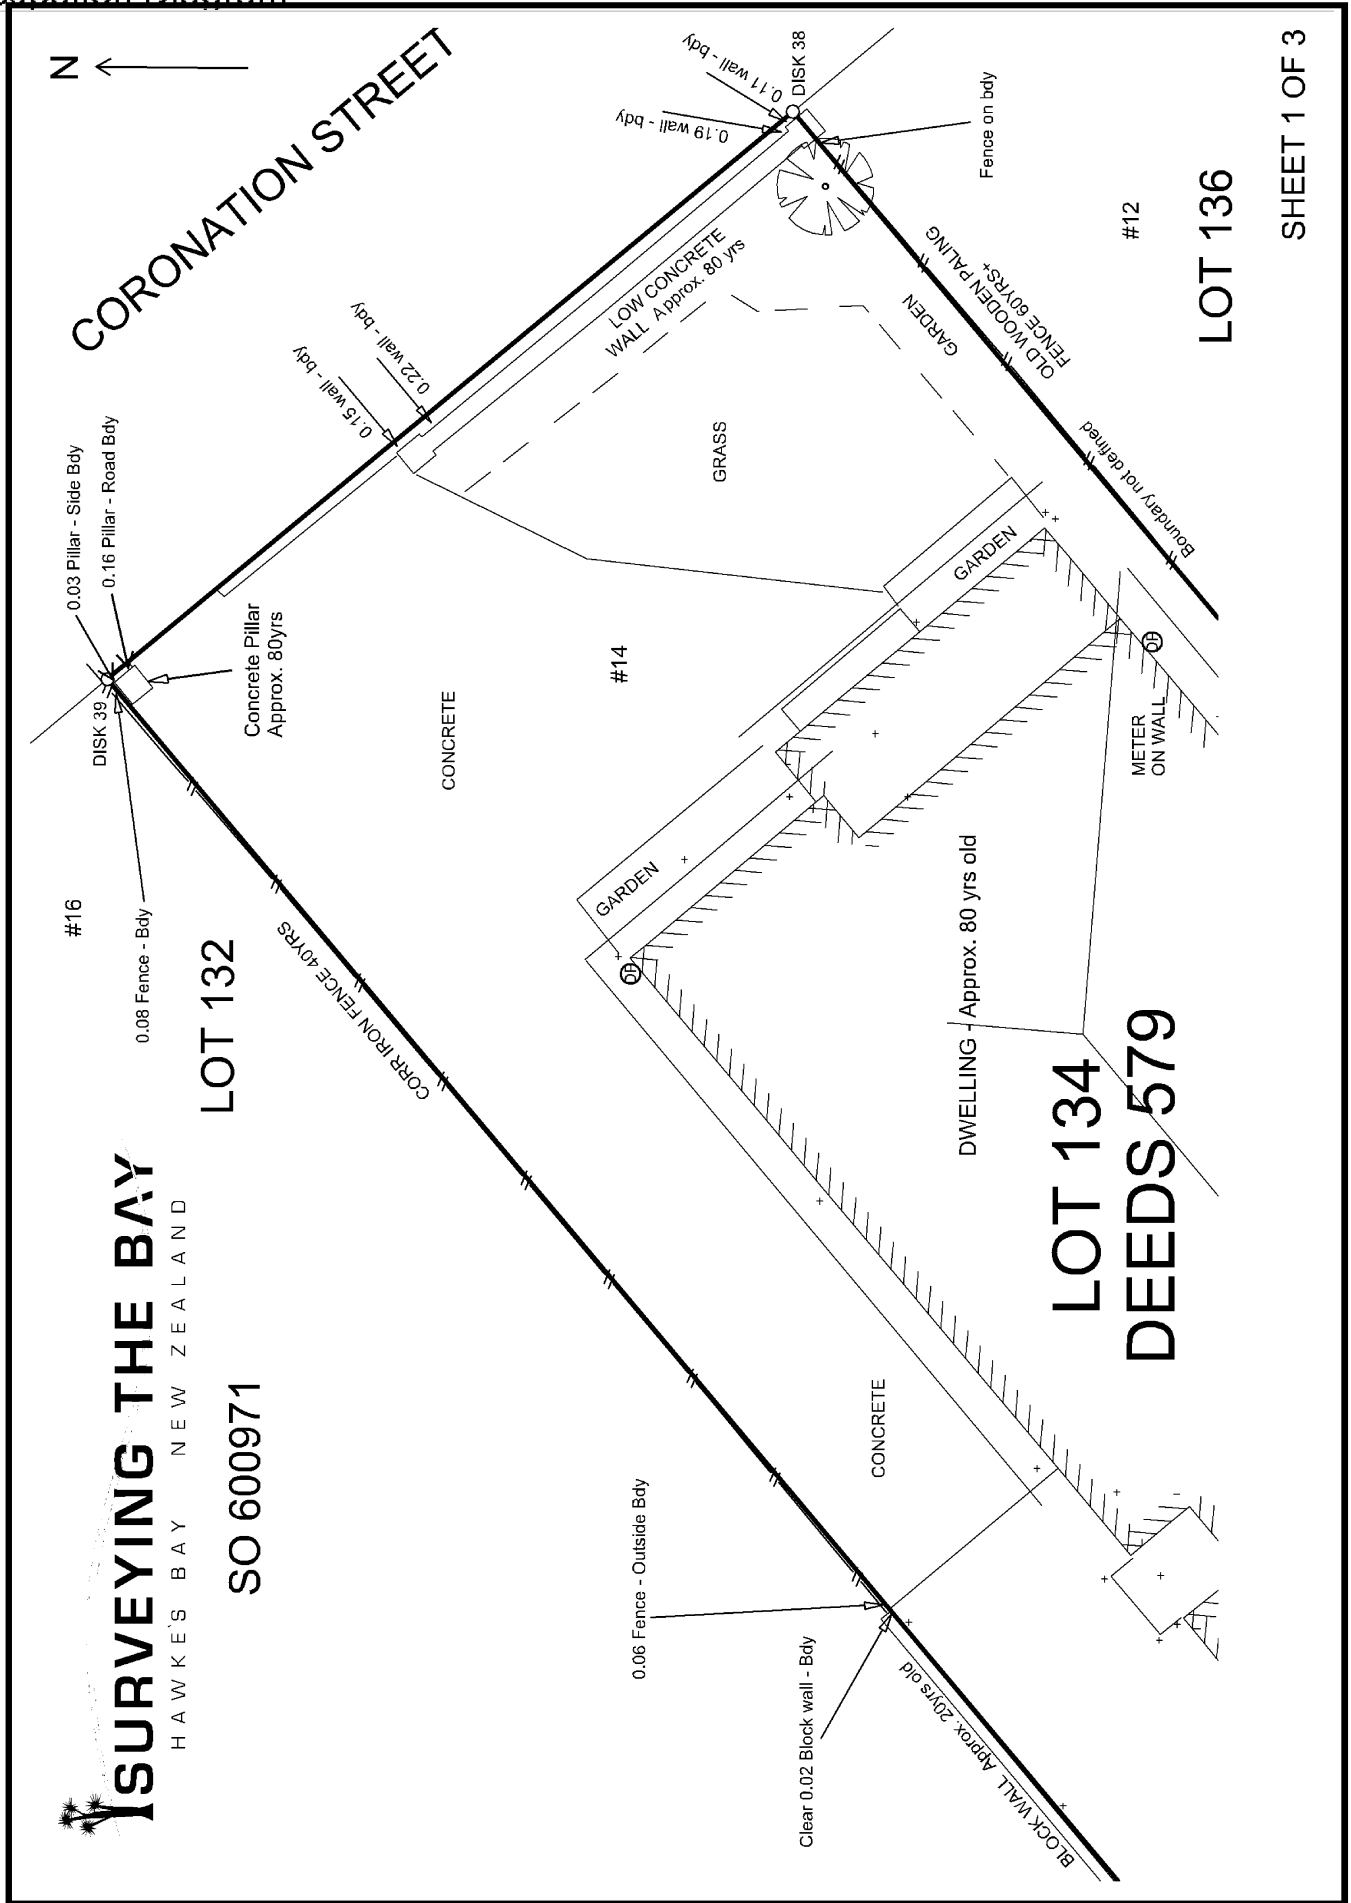 N
CORONATION STREET
0.11 wall - bdy
DISK 38
0.19 wall - bdy
Fence on bdy
SHEET 1 OF 3
#12
LOT 136
LOW CONCRETE
WALL Approx. 80 yrs
GARDEN
OLD WOODEN PALING
FENCE 60YRS+
Boundary not defined
0.22 wall - bdy
0.15 wall - bdy
GRASS
0.03 Pillar - Side Bdy
0.16 Pillar - Road Bdy
DISK 39
Concrete Pillar
Approx. 80yrs
#14
CONCRETE
GARDEN
METER
ON WALL
GARDEN
#16
0.08 Fence - Bdy
LOT 132
CORR IRON FENCE 40YRS
DWELLING - Approx. 80 yrs old
LOT 134
DEEDS 579
SURVEYING THE BAY
HAWKE'S BAY NEW ZEALAND
SO 600971
CONCRETE
0.06 Fence - Outside Bdy
Clear 0.02 Block wall - Bdy
BLOCK WALL Approx. 20yrs old